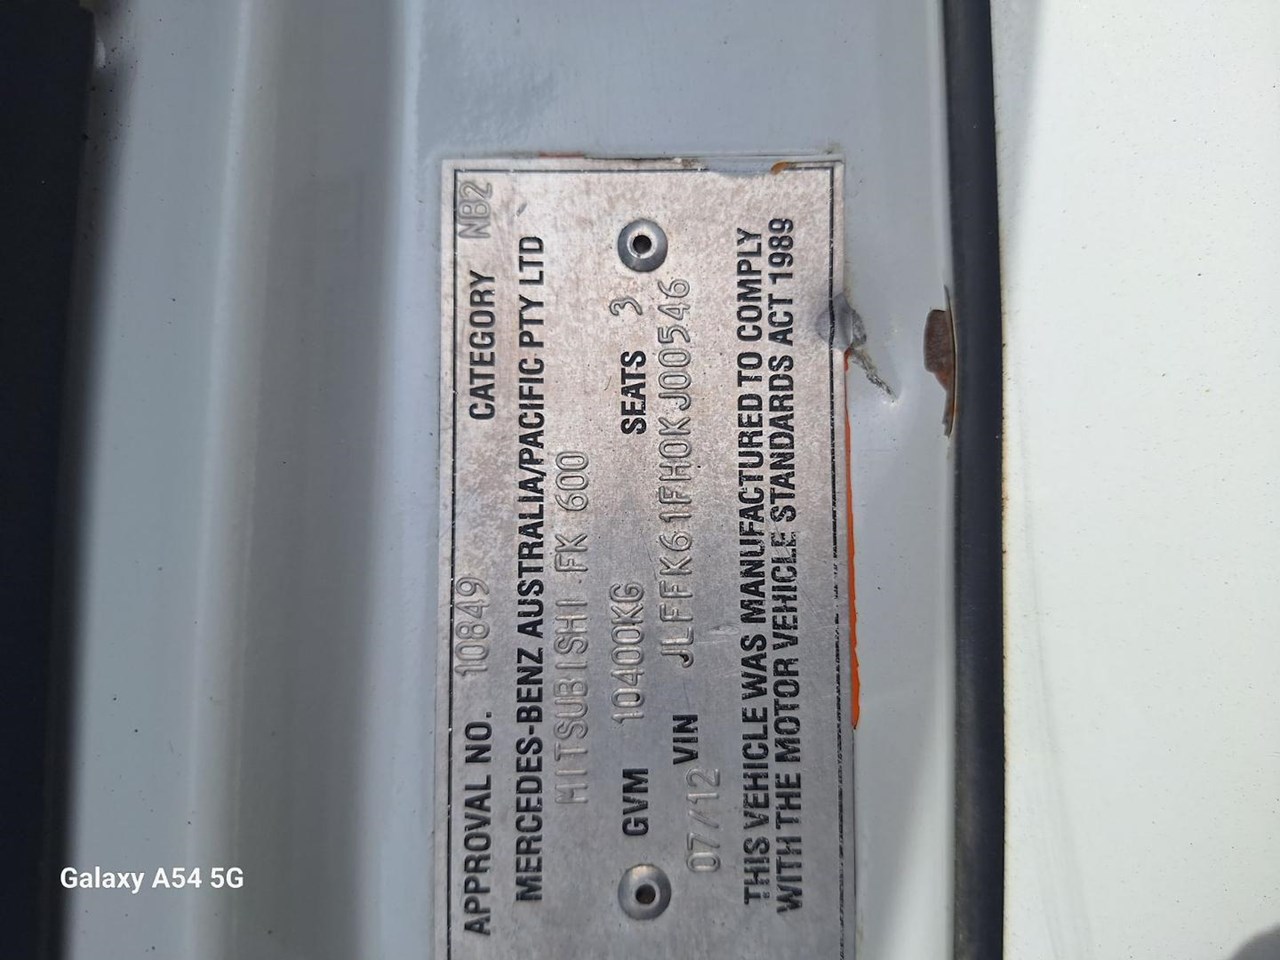 APPROVAL NO. 10849 CATEGORY NB2
MERCEDES-BENZ AUSTRALIA/PACIFIC PTY LTD
MITSUBISHI FK 600
GVM 10400KG SEATS 3
07/12 VIN JLFFK61FH0KJ00546
THIS VEHICLE WAS MANUFACTURED TO COMPLY
WITH THE MOTOR VEHICLE STANDARDS ACT 1989
Galaxy A54 5G